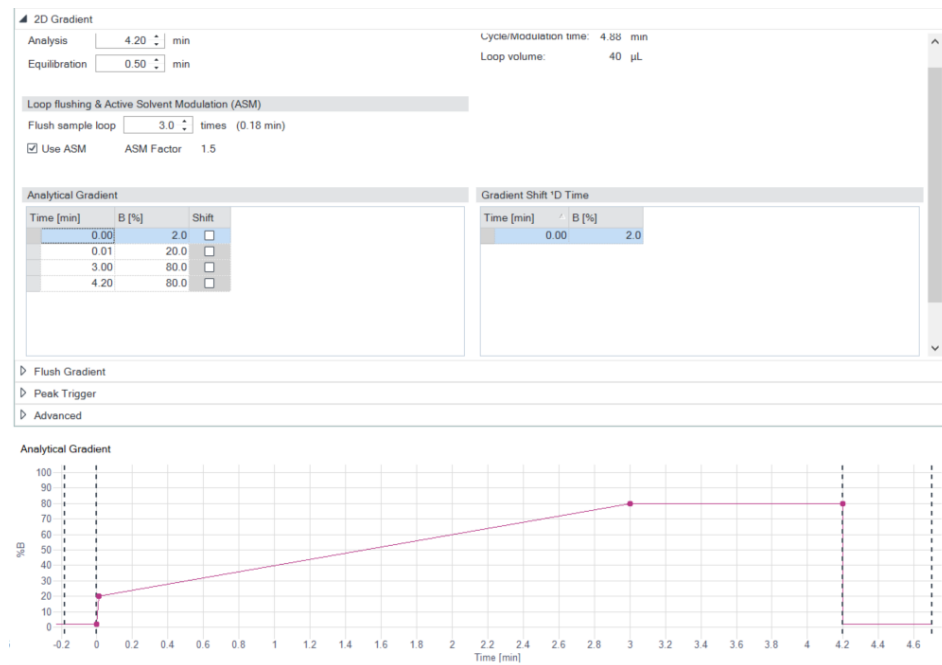 2D Gradient
Analysis 4.20 min Cycle/Modulation time: 4.88 min
Equilibration 0.50 min Loop volume: 40 µL
Loop flushing & Active Solvent Modulation (ASM)
Flush sample loop 3.0 times (0.18 min)
Use ASM ASM Factor 1.5
Analytical Gradient Gradient Shift ¹D Time
Time [min] B [%] Shift Time [min] B [%]
0.00 2.0 0.00 2.0
0.01 20.0
3.00 80.0
4.20 80.0
Flush Gradient
Peak Trigger
Advanced
Analytical Gradient
100
90
80
70
60
50
40
30
20
10
0
%B
-0.2 0 0.2 0.4 0.6 0.8 1 1.2 1.4 1.6 1.8 2 2.2 2.4 2.6 2.8 3 3.2 3.4 3.6 3.8 4 4.2 4.4 4.6
Time [min]